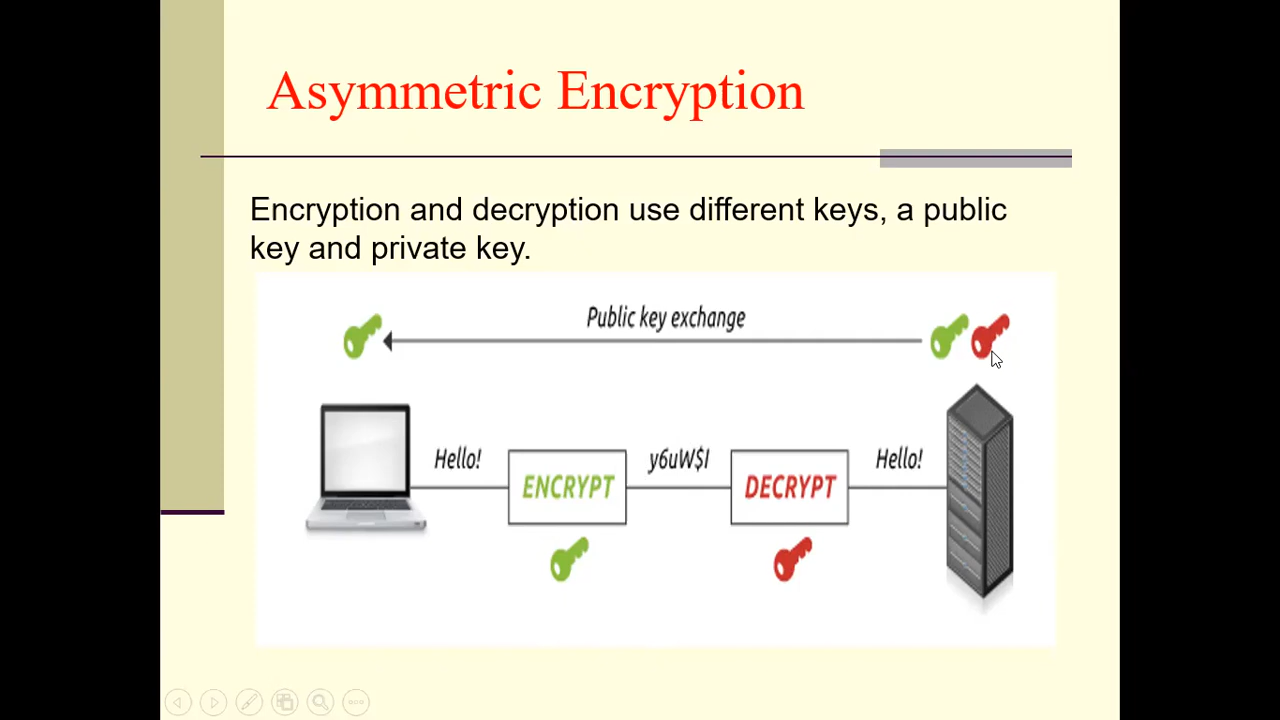 Asymmetric Encryption
Encryption and decryption use different keys, a public
key and private key.
Public key exchange
Hello!
ENCRYPT
y6uW$I
DECRYPT
Hello!